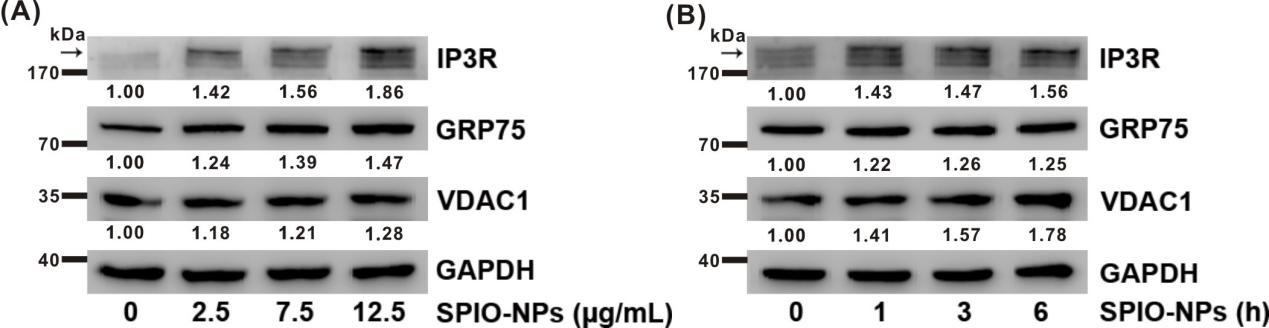 (A)
kDa
→
IP3R
170
1.00 1.42 1.56 1.86
GRP75
70
1.00 1.24 1.39 1.47
35
VDAC1
1.00 1.18 1.21 1.28
40
GAPDH
0 2.5 7.5 12.5 SPIO-NPs (µg/mL)
(B)
kDa
→
IP3R
170
1.00 1.43 1.47 1.56
GRP75
70
1.00 1.22 1.26 1.25
35
VDAC1
1.00 1.41 1.57 1.78
40
GAPDH
0 1 3 6 SPIO-NPs (h)